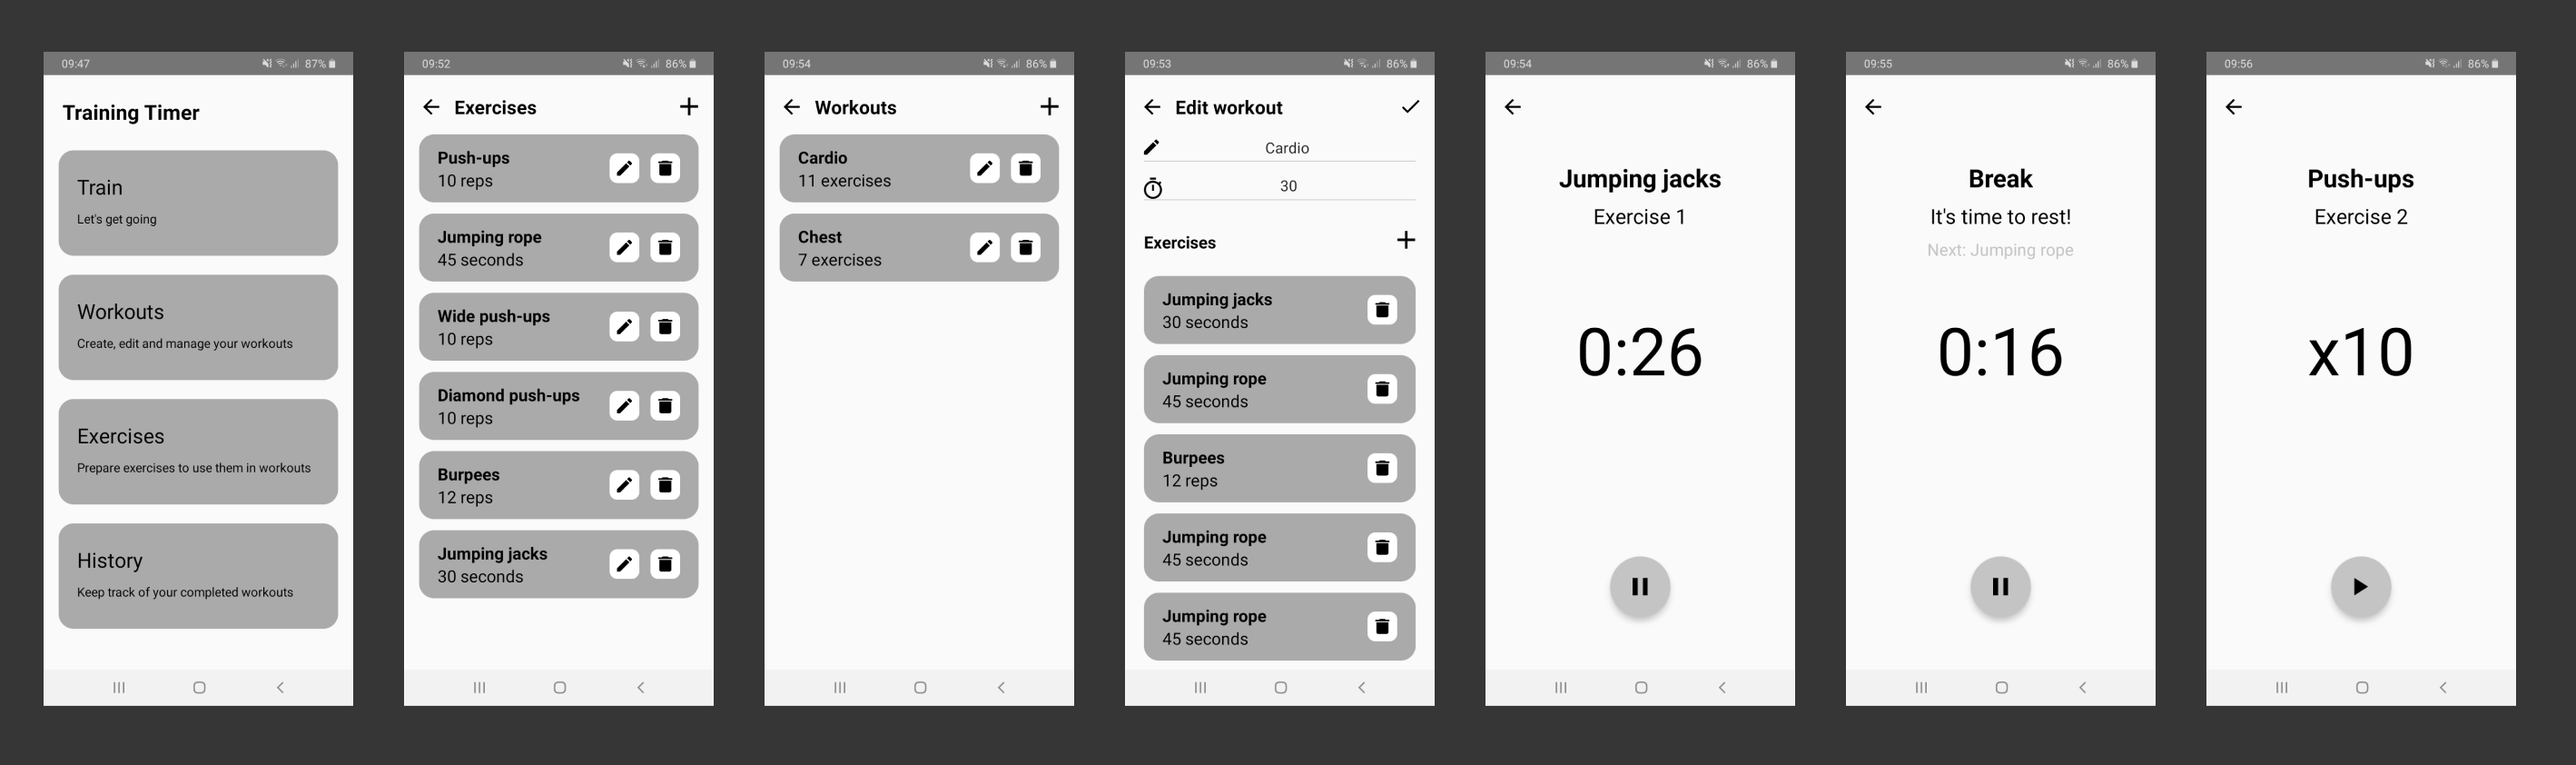 09:47 87%
Training Timer
Train
Let's get going
Workouts
Create, edit and manage your workouts
Exercises
Prepare exercises to use them in workouts
History
Keep track of your completed workouts
09:52 86%
Exercises
Push-ups
10 reps
Jumping rope
45 seconds
Wide push-ups
10 reps
Diamond push-ups
10 reps
Burpees
12 reps
Jumping jacks
30 seconds
09:54 86%
Workouts
Cardio
11 exercises
Chest
7 exercises
09:53 86%
Edit workout
Cardio
30
Exercises
Jumping jacks
30 seconds
Jumping rope
45 seconds
Burpees
12 reps
Jumping rope
45 seconds
Jumping rope
45 seconds
09:54 86%
Jumping jacks
Exercise 1
0:26
09:55 86%
Break
It's time to rest!
Next: Jumping rope
0:16
09:56 86%
Push-ups
Exercise 2
x10